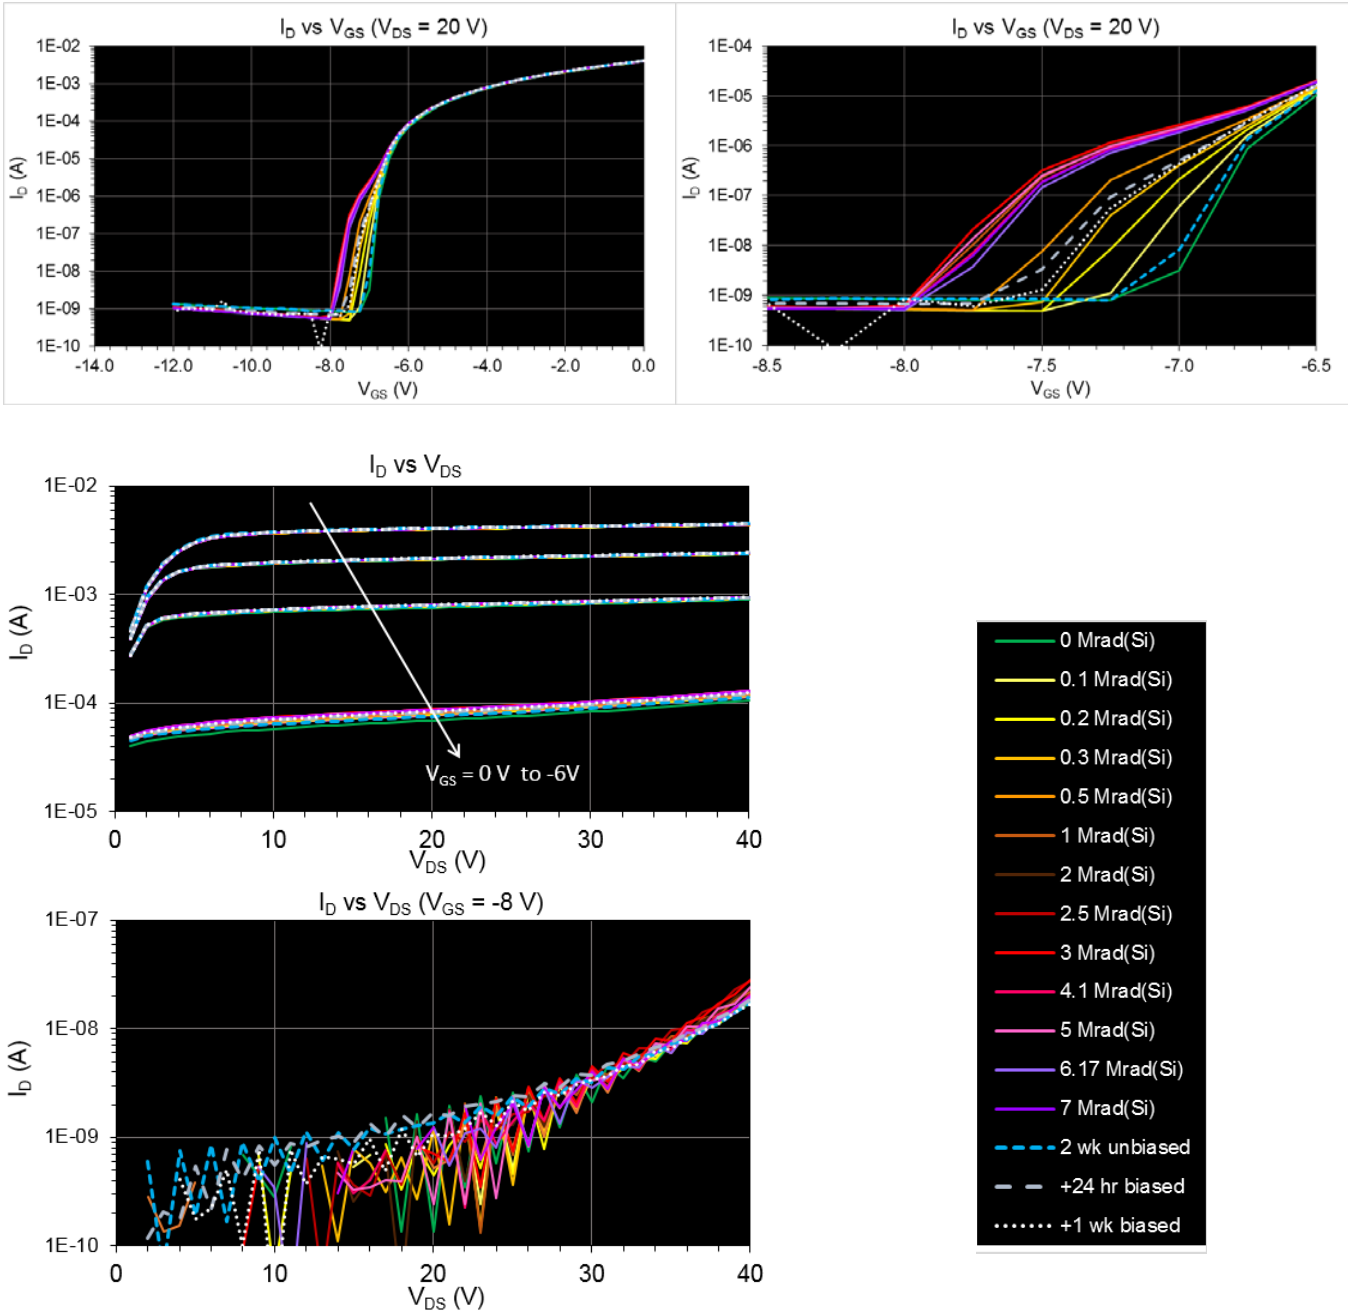 I_D vs V_GS (V_DS = 20 V)
1E-02
1E-03
1E-04
1E-05
1E-06
1E-07
1E-08
1E-09
1E-10
I_D (A)
-14.0 -12.0 -10.0 -8.0 -6.0 -4.0 -2.0 0.0
V_GS (V)
I_D vs V_GS (V_DS = 20 V)
1E-04
1E-05
1E-06
1E-07
1E-08
1E-09
1E-10
I_D (A)
-8.5 -8.0 -7.5 -7.0 -6.5
V_GS (V)
I_D vs V_DS
1E-02
1E-03
1E-04
1E-05
I_D (A)
V_GS = 0 V to -6V
0 10 20 30 40
V_DS (V)
I_D vs V_DS (V_GS = -8 V)
1E-07
1E-08
1E-09
1E-10
I_D (A)
0 10 20 30 40
V_DS (V)
0 Mrad(Si)
0.1 Mrad(Si)
0.2 Mrad(Si)
0.3 Mrad(Si)
0.5 Mrad(Si)
1 Mrad(Si)
2 Mrad(Si)
2.5 Mrad(Si)
3 Mrad(Si)
4.1 Mrad(Si)
5 Mrad(Si)
6.17 Mrad(Si)
7 Mrad(Si)
2 wk unbiased
+24 hr biased
+1 wk biased